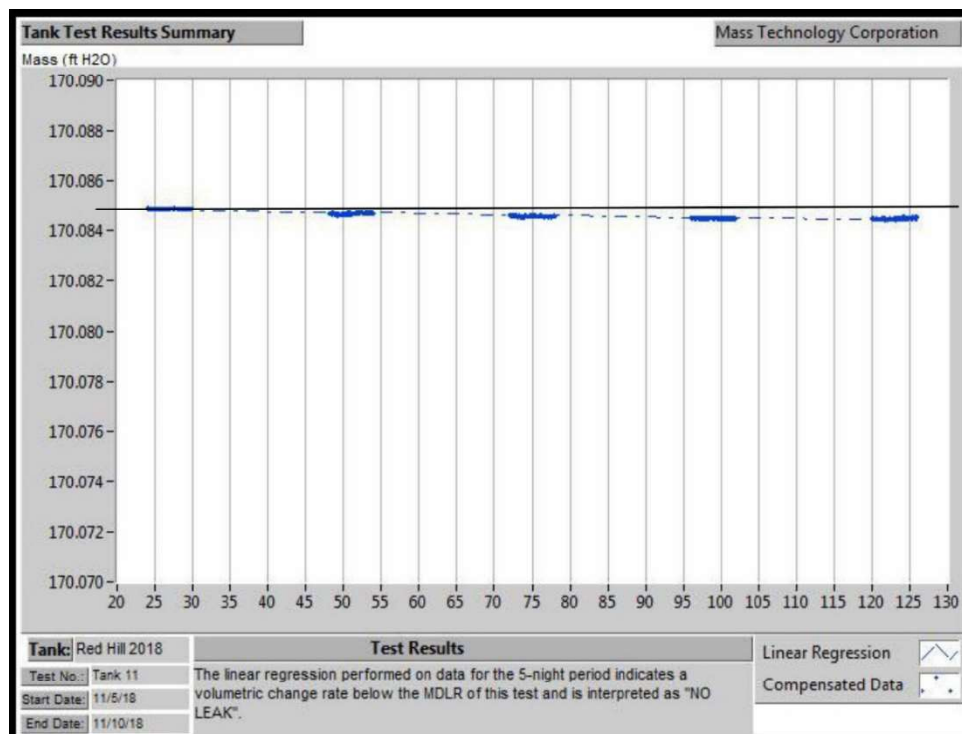 Tank Test Results Summary
Mass Technology Corporation
Mass (ft H2O)
170.090
170.088
170.086
170.084
170.082
170.080
170.078
170.076
170.074
170.072
170.070
20 25 30 35 40 45 50 55 60 65 70 75 80 85 90 95 100 105 110 115 120 125 130
Tank: Red Hill 2018
Test No.: Tank 11
Start Date: 11/5/18
End Date: 11/10/18
Test Results
The linear regression performed on data for the 5-night period indicates a
volumetric change rate below the MDLR of this test and is interpreted as "NO
LEAK".
Linear Regression
Compensated Data